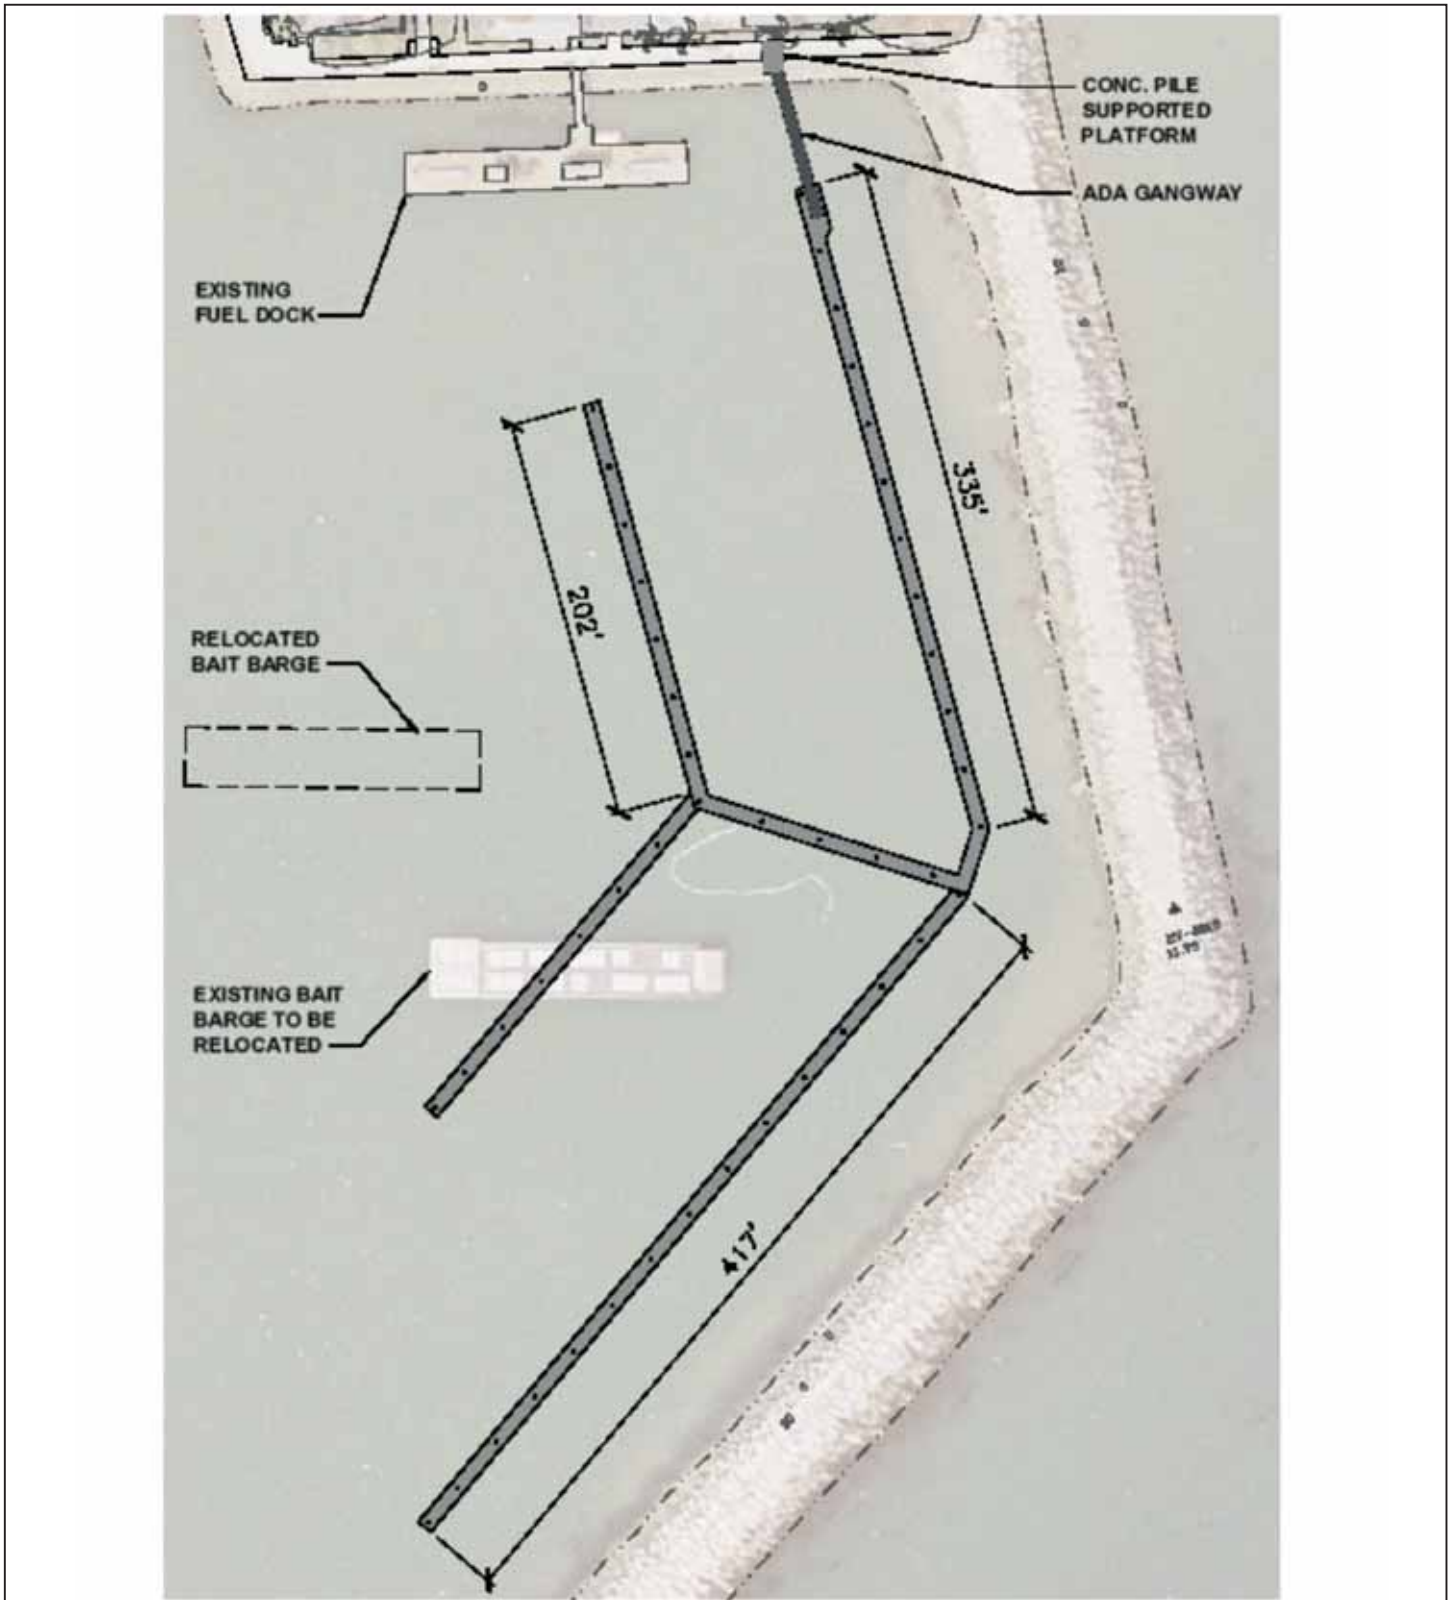 CONC. PILE
SUPPORTED
PLATFORM
ADA GANGWAY
EXISTING
FUEL DOCK
335'
202'
RELOCATED
BAIT BARGE
EXISTING BAIT
BARGE TO BE
RELOCATED
417'